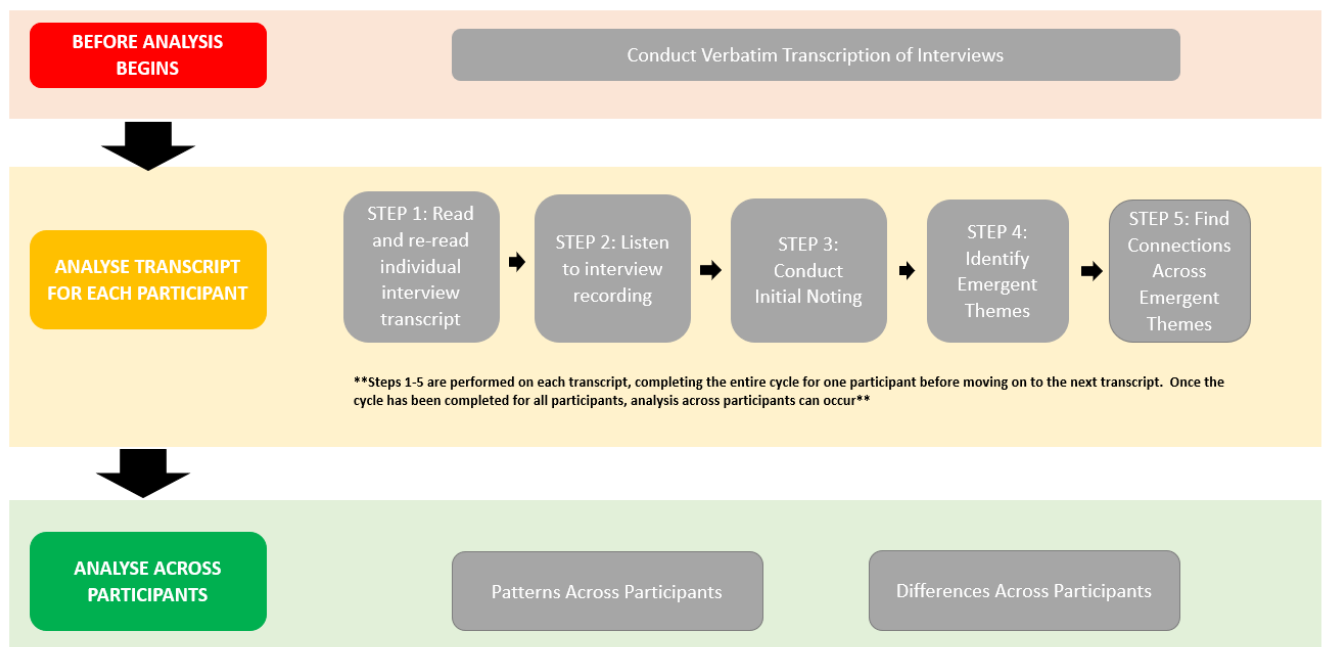 BEFORE ANALYSIS
BEGINS
Conduct Verbatim Transcription of Interviews
ANALYSE TRANSCRIPT
FOR EACH PARTICIPANT
STEP 1: Read
and re-read
individual
interview
transcript
STEP 2: Listen
to interview
recording
STEP 3:
Conduct
Initial Noting
STEP 4:
Identify
Emergent
Themes
STEP 5: Find
Connections
Across
Emergent
Themes
**Steps 1-5 are performed on each transcript, completing the entire cycle for one participant before moving on to the next transcript. Once the
cycle has been completed for all participants, analysis across participants can occur**
ANALYSE ACROSS
PARTICIPANTS
Patterns Across Participants
Differences Across Participants